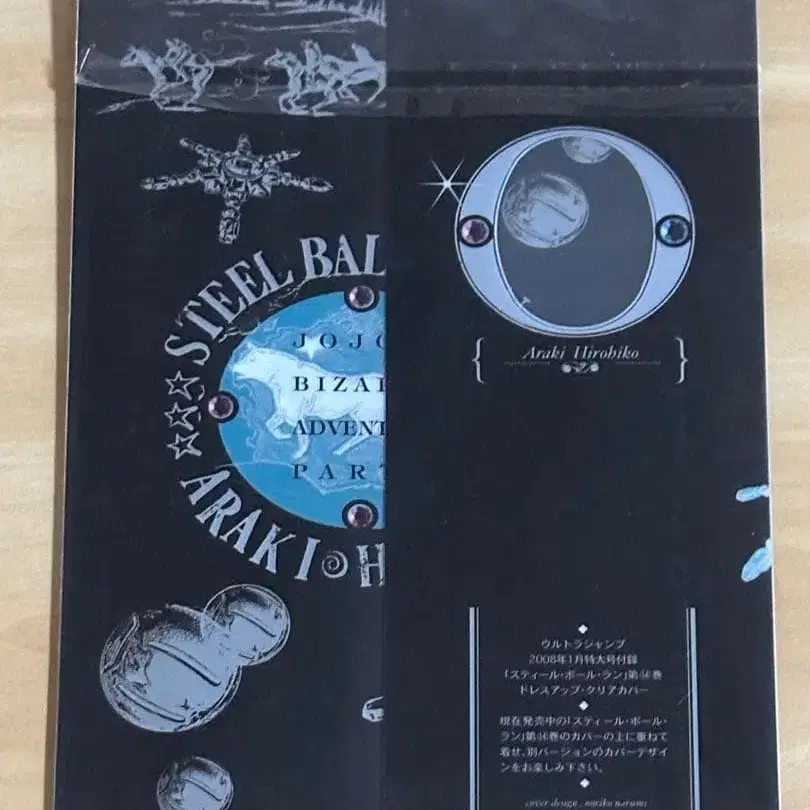 STEEL BAL
JOJO
BIZAR
ADVENT
PART
ARAKI H
O
{ Araki Hirohiko }
ウルトラジャンプ
2008年1月特大号付録
「スティール・ボール・ラン」第⑭巻
ドレスアップ・クリアカバー
現在発売中の「スティール・ボール・
ラン」第⑭巻のカバーの上に重ねて
着せ、別バージョンのカバーデザイ
ンをお楽しみ下さい。
cover design